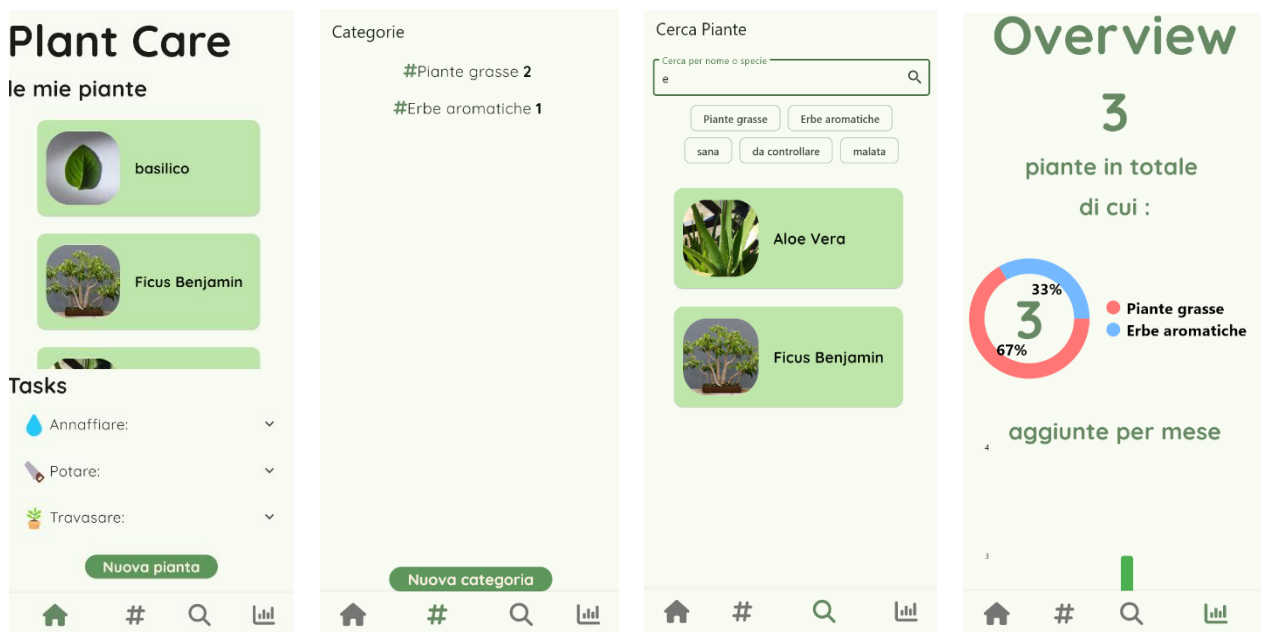 Plant Care
le mie piante
basilico
Ficus Benjamin
Tasks
Annaffiare:
Potare:
Travasare:
Nuova pianta
#
Categorie
#Piante grasse 2
#Erbe aromatiche 1
Nuova categoria
#
Cerca Piante
Cerca per nome o specie
e
Piante grasse Erbe aromatiche
sana da controllare malata
Aloe Vera
Ficus Benjamin
#
Overview
3
piante in totale
di cui :
33%
3
67%
Piante grasse
Erbe aromatiche
aggiunte per mese
4
3
#